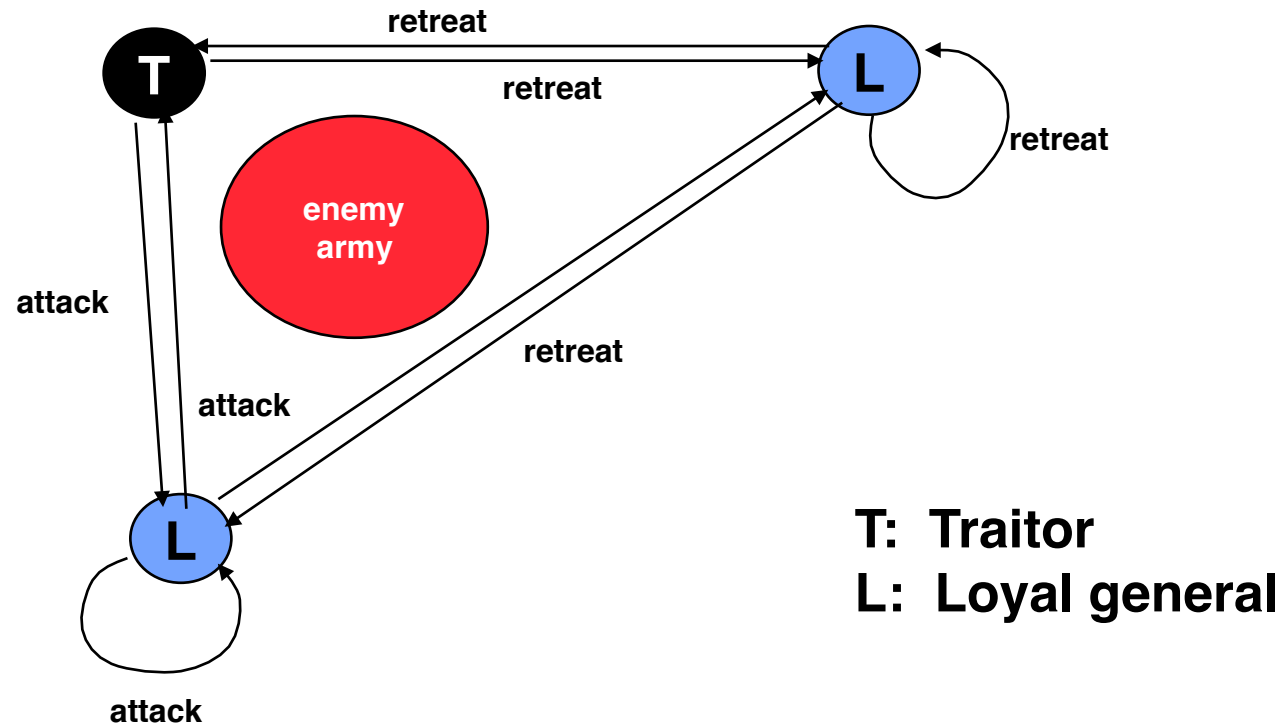 retreat
T
L
retreat
retreat
enemy
army
attack
retreat
attack
L
T: Traitor
L: Loyal general
attack